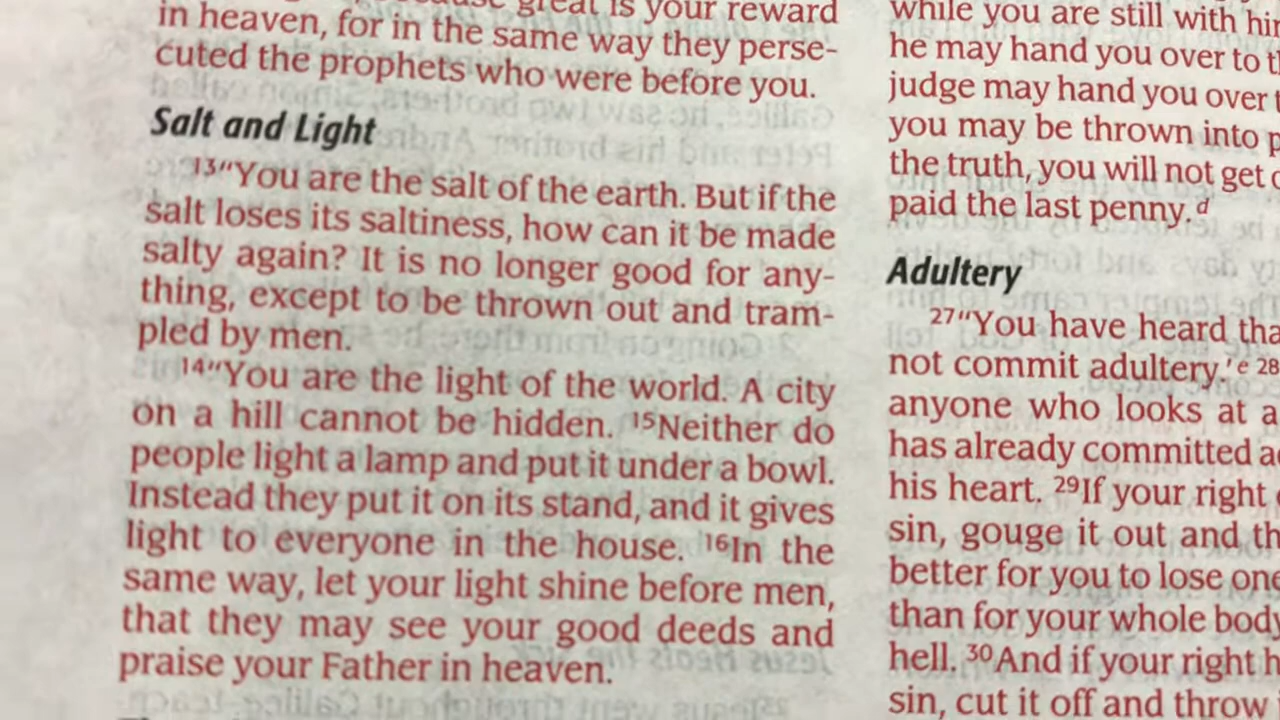 great is your reward
in heaven, for in the same way they perse-
cuted the prophets who were before you.
Salt and Light
13“You are the salt of the earth. But if the
salt loses its saltiness, how can it be made
salty again? It is no longer good for any-
thing, except to be thrown out and tram-
pled by men.
14“You are the light of the world. A city
on a hill cannot be hidden. 15Neither do
people light a lamp and put it under a bowl.
Instead they put it on its stand, and it gives
light to everyone in the house. 16In the
same way, let your light shine before men,
that they may see your good deeds and
praise your Father in heaven.
while you are still with
he may hand you over to
judge may hand you over
you may be thrown into
the truth, you will not get
paid the last penny.d
Adultery
27“You have heard
not commit adultery.’e 28
anyone who looks at a
has already committed
his heart. 29If your right
sin, gouge it out and
better for you to lose
than for your whole body
hell. 30And if your right
sin, cut it off and throw